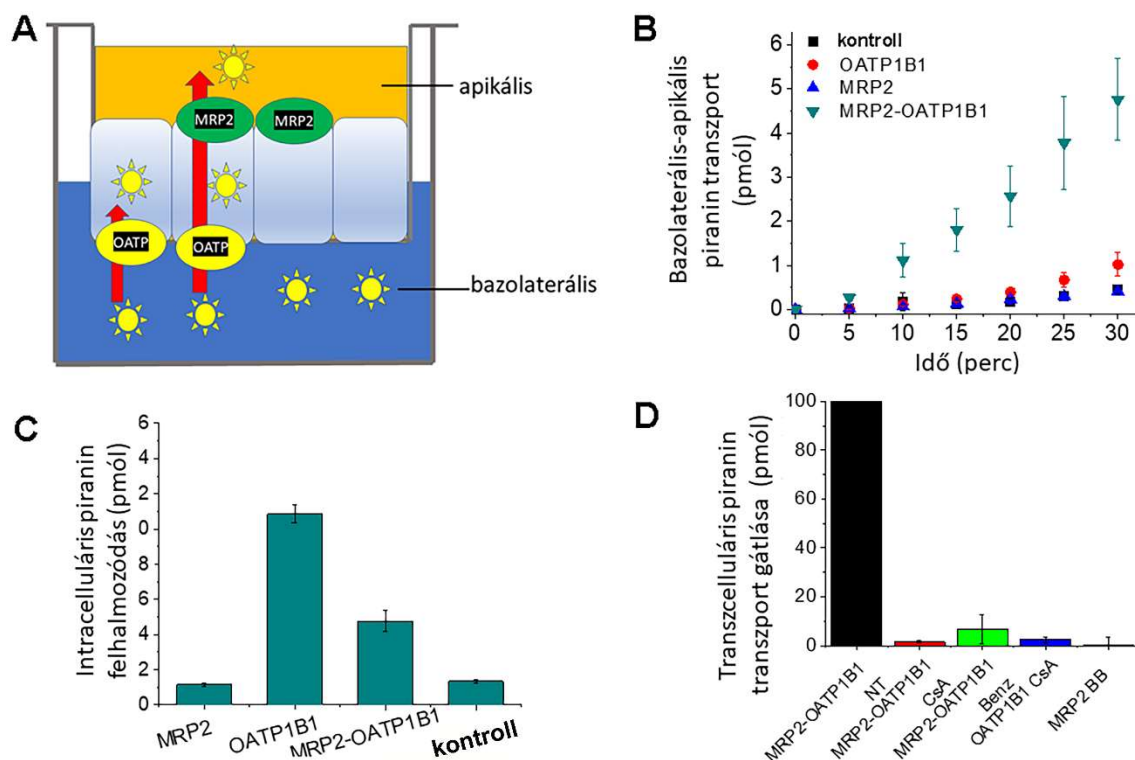 A
apikális
MRP2
MRP2
OATP
OATP
bazolaterális
B
Bazolaterális-apikális
piranin transzport
(pmól)
6
5
4
3
2
1
0
kontroll
OATP1B1
MRP2
MRP2-OATP1B1
0
5
10
15
20
25
30
Idő (perc)
C
Intracelluláris piranin
felhalmozódás (pmól)
6
4
2
0
6
4
2
0
MRP2
OATP1B1
MRP2-OATP1B1
kontroll
D
Transzcelluláris piranin
transzport gátlása (pmól)
100
80
60
40
20
0
MRP2-OATP1B1
NT
MRP2-OATP1B1
CsA
MRP2-OATP1B1
Benz
OATP1B1 CsA
MRP2 BB